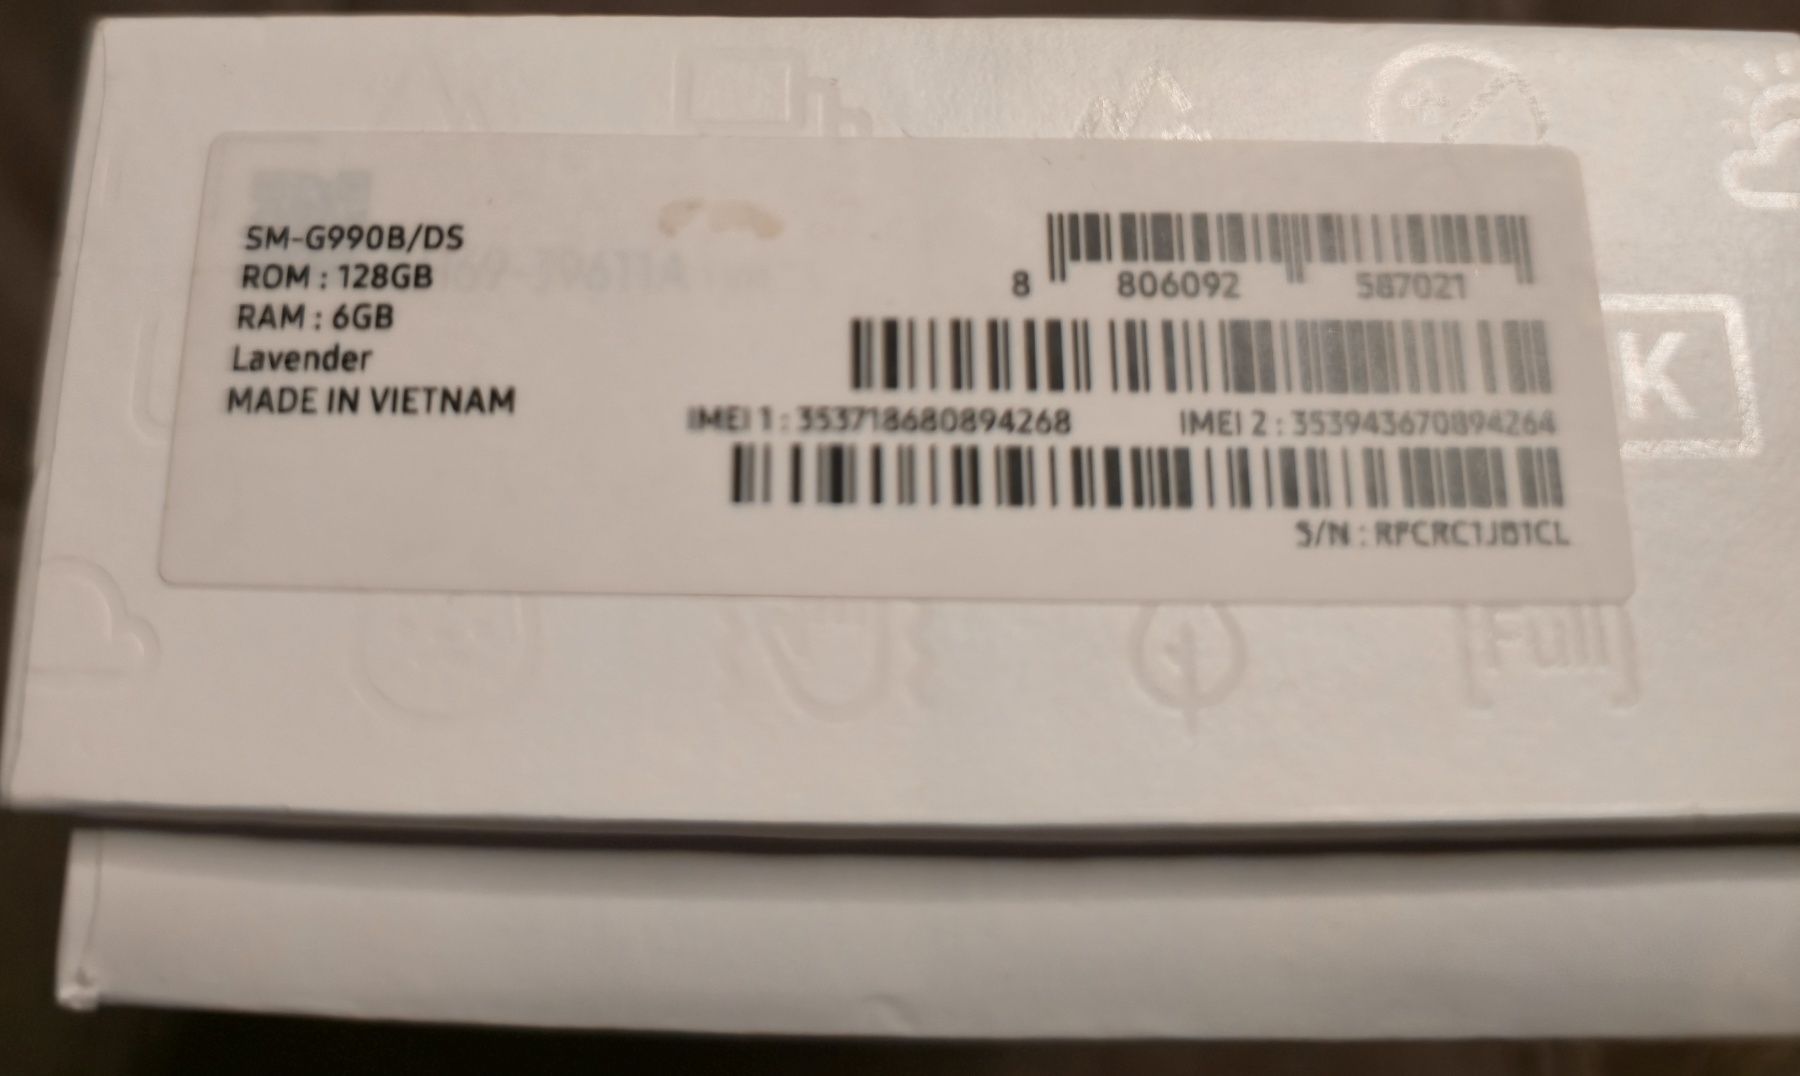 SM-G990B/DS
ROM : 128GB
RAM : 6GB
Lavender
MADE IN VIETNAM
8 806092 587021
IMEI 1 : 353718680894268 IMEI 2 : 353943670894264
S/N :
K
[Full]